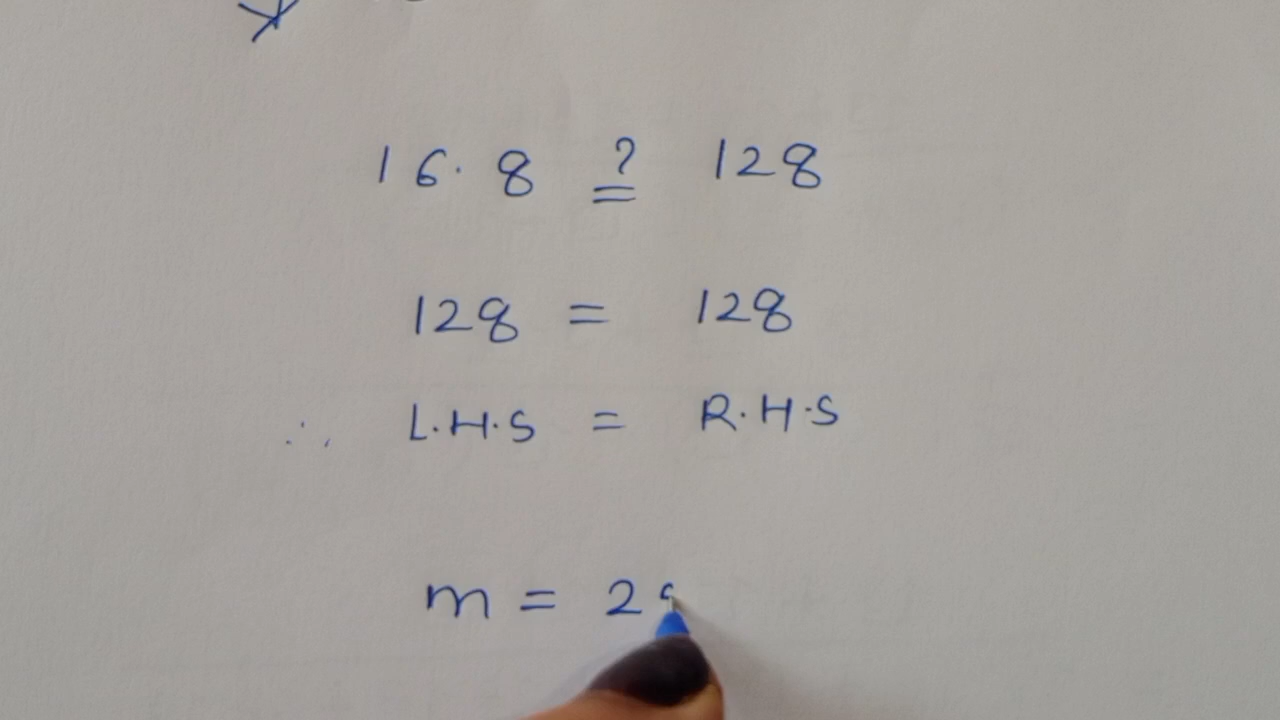 16.8 ≟ 128
128 = 128
∴ L.H.S = R.H.S
m = 2